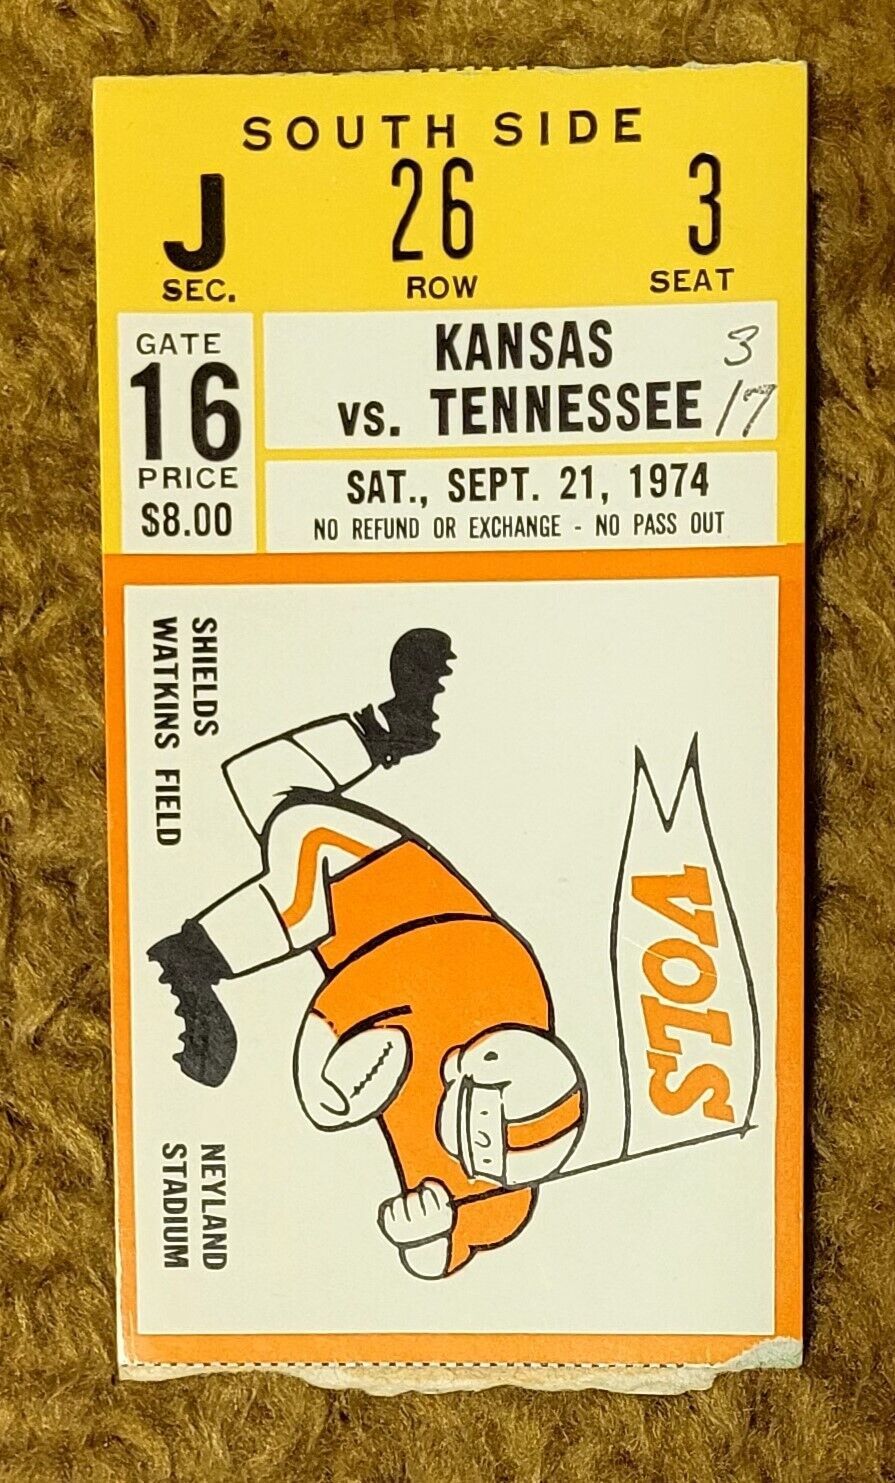 SOUTH SIDE
J 26 3
SEC. ROW SEAT
GATE
16
PRICE
$8.00
KANSAS 3
VS. TENNESSEE 17
SAT., SEPT. 21, 1974
NO REFUND OR EXCHANGE - NO PASS OUT
VOLS
SHIELDS
WATKINS FIELD
NEYLAND
STADIUM